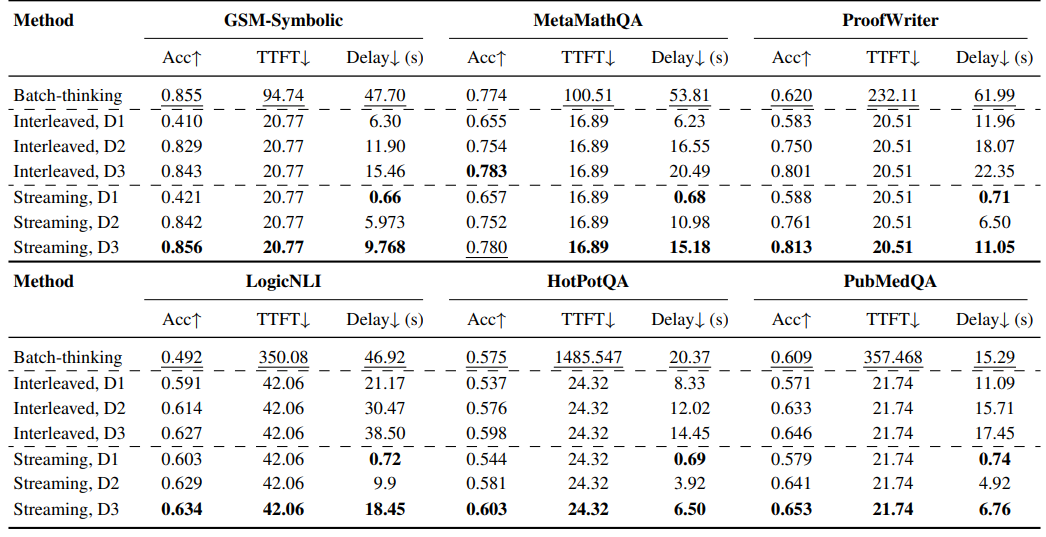 Method GSM-Symbolic MetaMathQA ProofWriter
Acc↑ TTFT↓ Delay↓ (s) Acc↑ TTFT↓ Delay↓ (s) Acc↑ TTFT↓ Delay↓ (s)
Batch-thinking 0.855 94.74 47.70 0.774 100.51 53.81 0.620 232.11 61.99
Interleaved, D1 0.410 20.77 6.30 0.655 16.89 6.23 0.583 20.51 11.96
Interleaved, D2 0.829 20.77 11.90 0.754 16.89 16.55 0.750 20.51 18.07
Interleaved, D3 0.843 20.77 15.46 0.783 16.89 20.49 0.801 20.51 22.35
Streaming, D1 0.421 20.77 0.66 0.657 16.89 0.68 0.588 20.51 0.71
Streaming, D2 0.842 20.77 5.973 0.752 16.89 10.98 0.761 20.51 6.50
Streaming, D3 0.856 20.77 9.768 0.780 16.89 15.18 0.813 20.51 11.05
Method LogicNLI HotPotQA PubMedQA
Acc↑ TTFT↓ Delay↓ (s) Acc↑ TTFT↓ Delay↓ (s) Acc↑ TTFT↓ Delay↓ (s)
Batch-thinking 0.492 350.08 46.92 0.575 1485.547 20.37 0.609 357.468 15.29
Interleaved, D1 0.591 42.06 21.17 0.537 24.32 8.33 0.571 21.74 11.09
Interleaved, D2 0.614 42.06 30.47 0.576 24.32 12.02 0.633 21.74 15.71
Interleaved, D3 0.627 42.06 38.50 0.598 24.32 14.45 0.646 21.74 17.45
Streaming, D1 0.603 42.06 0.72 0.544 24.32 0.69 0.579 21.74 0.74
Streaming, D2 0.629 42.06 9.9 0.581 24.32 3.92 0.641 21.74 4.92
Streaming, D3 0.634 42.06 18.45 0.603 24.32 6.50 0.653 21.74 6.76